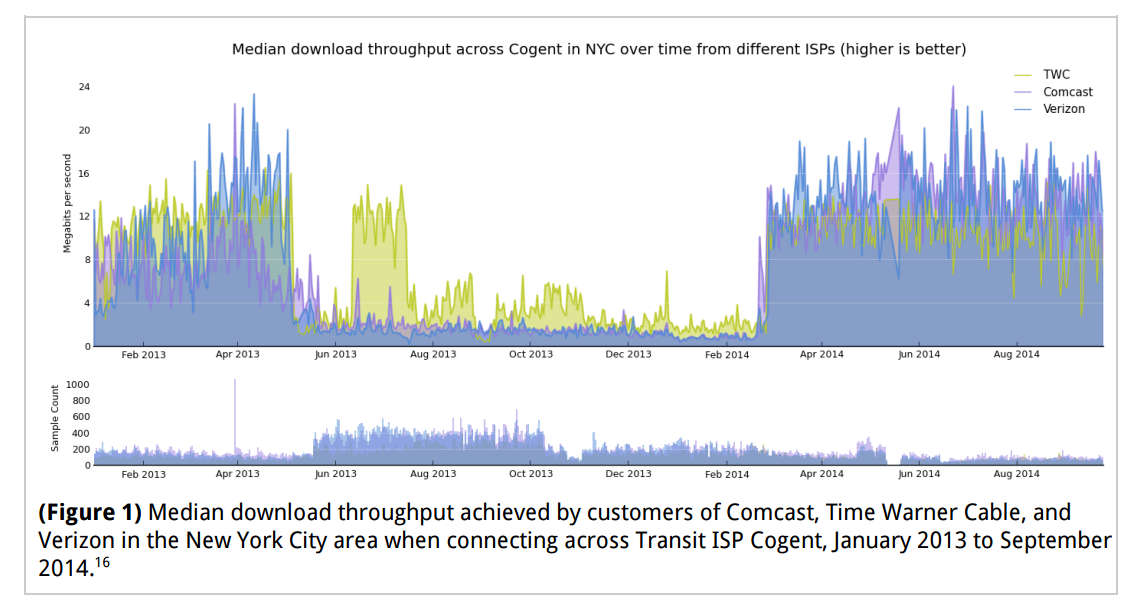 Median download throughput across Cogent in NYC over time from different ISPs (higher is better)
TWC
Comcast
Verizon
Megabits per second
24
20
16
12
8
4
0
Feb 2013 Apr 2013 Jun 2013 Aug 2013 Oct 2013 Dec 2013 Feb 2014 Apr 2014 Jun 2014 Aug 2014
Sample Count
1000
800
600
400
200
0
Feb 2013 Apr 2013 Jun 2013 Aug 2013 Oct 2013 Dec 2013 Feb 2014 Apr 2014 Jun 2014 Aug 2014
(Figure 1) Median download throughput achieved by customers of Comcast, Time Warner Cable, and
Verizon in the New York City area when connecting across Transit ISP Cogent, January 2013 to September
2014.16